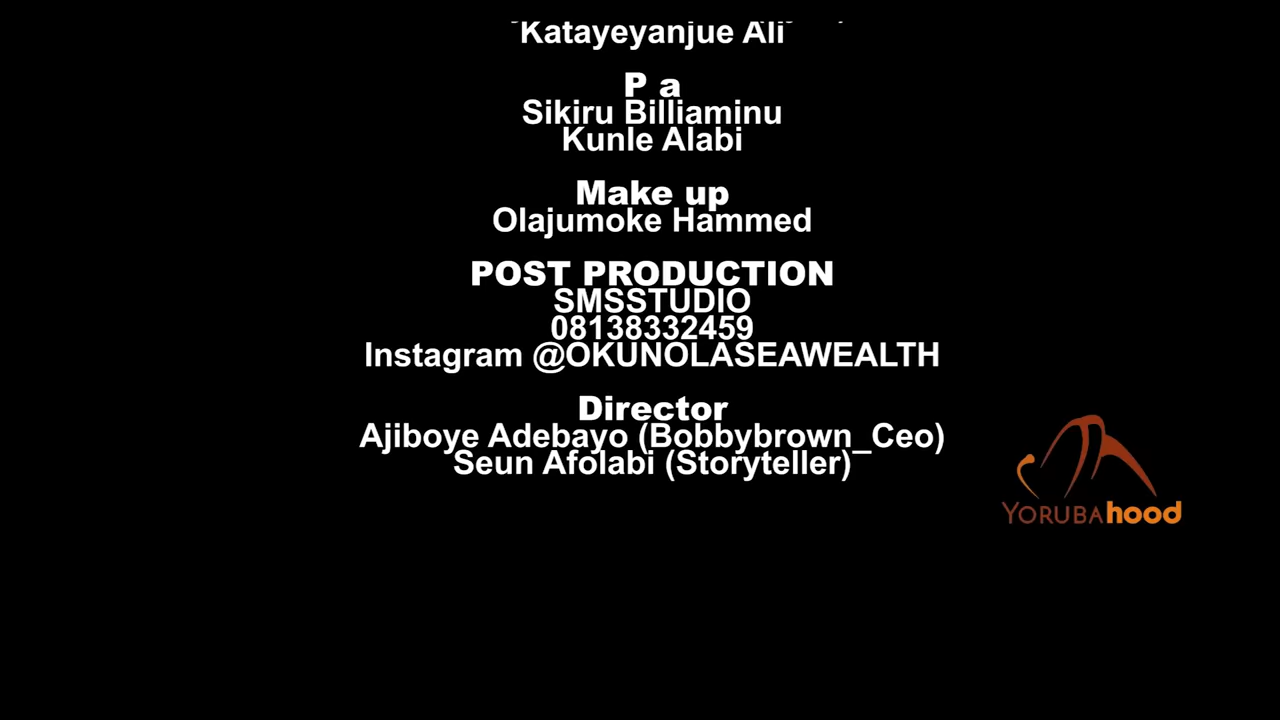 Katayeyanjue Ali
P a
Sikiru Billiaminu
Kunle Alabi
Make up
Olajumoke Hammed
POST PRODUCTION
SMSSTUDIO
08138332459
Instagram @OKUNOLASEAWEALTH
Director
Ajiboye Adebayo (Bobbybrown_Ceo)
Seun Afolabi (Storyteller)
YORUBAhood